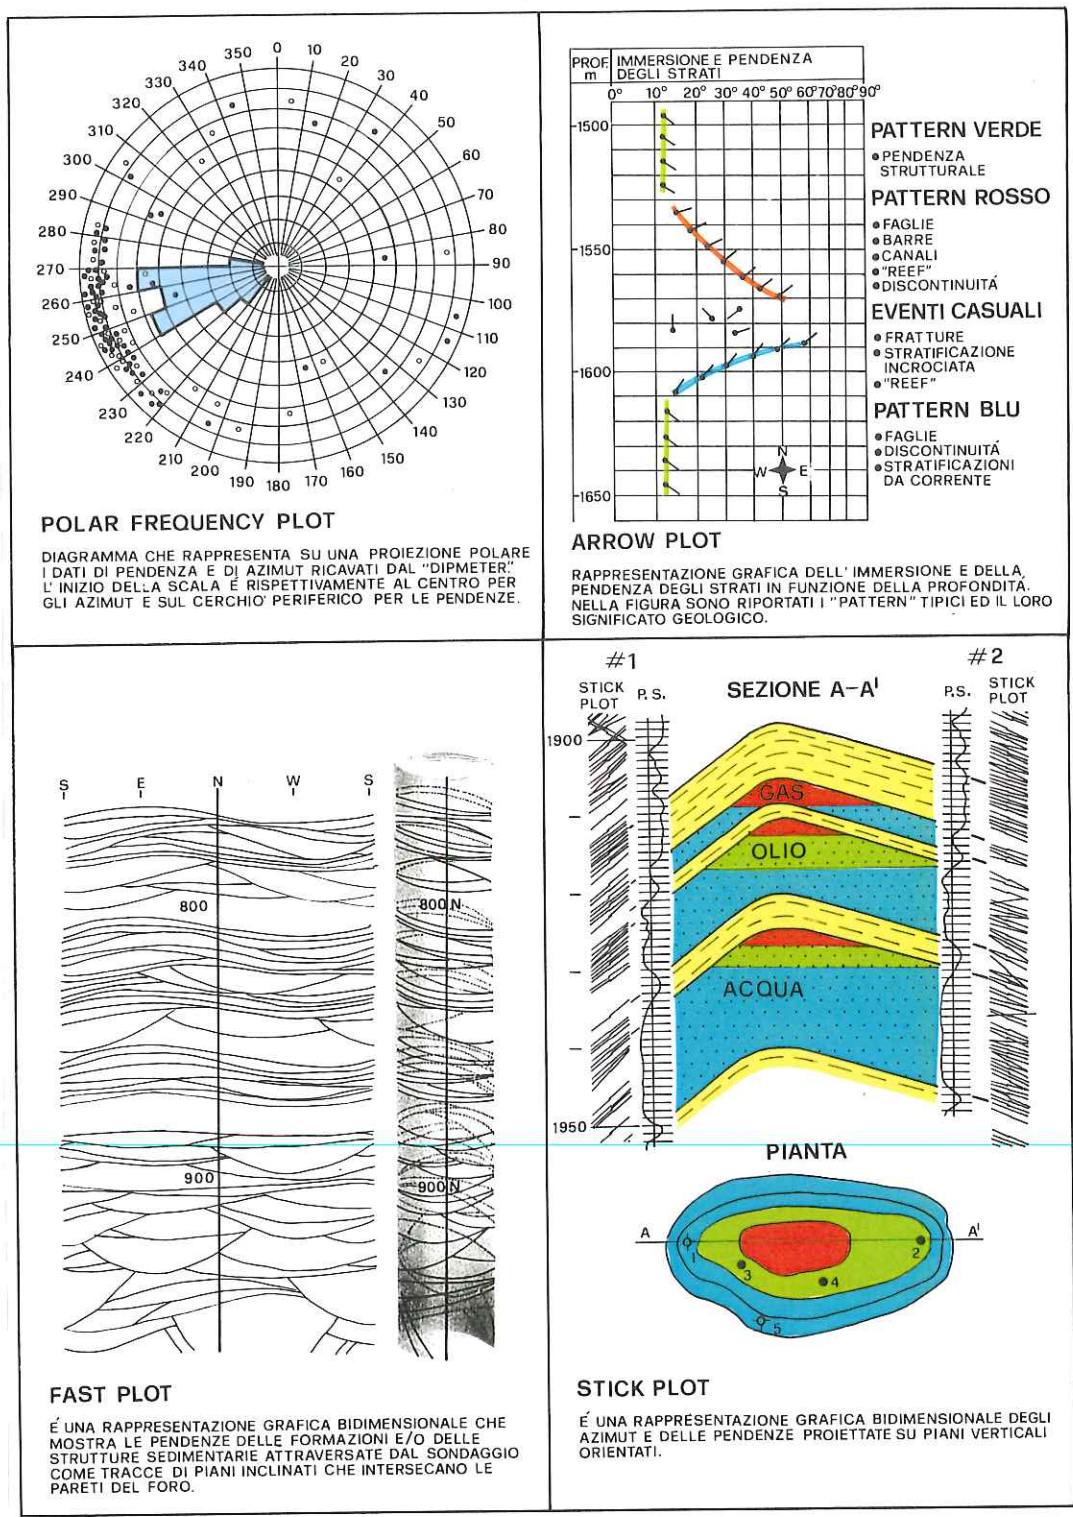 0
10
20
30
40
50
60
70
80
90
100
110
120
130
140
150
160
170
180
190
200
210
220
230
240
250
260
270
280
290
300
310
320
330
340
350
POLAR FREQUENCY PLOT
DIAGRAMMA CHE RAPPRESENTA SU UNA PROIEZIONE POLARE
I DATI DI PENDENZA E DI AZIMUT RICAVATI DAL "DIPMETER."
L' INIZIO DELLA SCALA É RISPETTIVAMENTE AL CENTRO PER
GLI AZIMUT E SUL CERCHIO PERIFERICO PER LE PENDENZE.
PROF. m
IMMERSIONE E PENDENZA
DEGLI STRATI
0° 10° 20° 30° 40° 50° 60° 70° 80° 90°
1500
1550
1600
1650
N
W E
S
PATTERN VERDE
● PENDENZA
STRUTTURALE
PATTERN ROSSO
● FAGLIE
● BARRE
● CANALI
● "REEF"
● DISCONTINUITÁ
EVENTI CASUALI
● FRATTURE
● STRATIFICAZIONE
INCROCIATA
● "REEF"
PATTERN BLU
● FAGLIE
● DISCONTINUITÁ
● STRATIFICAZIONI
DA CORRENTE
ARROW PLOT
RAPPRESENTAZIONE GRAFICA DELL' IMMERSIONE E DELLA
PENDENZA DEGLI STRATI IN FUNZIONE DELLA PROFONDITÁ.
NELLA FIGURA SONO RIPORTATI I "PATTERN" TIPICI ED IL LORO
SIGNIFICATO GEOLOGICO.
S E N W S
800
900
800 N
900 N
FAST PLOT
É UNA RAPPRESENTAZIONE GRAFICA BIDIMENSIONALE CHE
MOSTRA LE PENDENZE DELLE FORMAZIONI E/O DELLE
STRUTTURE SEDIMENTARIE ATTRAVERSATE DAL SONDAGGIO
COME TRACCE DI PIANI INCLINATI CHE INTERSECANO LE
PARETI DEL FORO.
#1
STICK
PLOT
P.S.
SEZIONE A-A'
#2
P.S.
STICK
PLOT
1900
GAS
OLIO
ACQUA
1950
PIANTA
A
A'
1
2
3
4
5
STICK PLOT
É UNA RAPPRESENTAZIONE GRAFICA BIDIMENSIONALE DEGLI
AZIMUT E DELLE PENDENZE PROIETTATE SU PIANI VERTICALI
ORIENTATI.